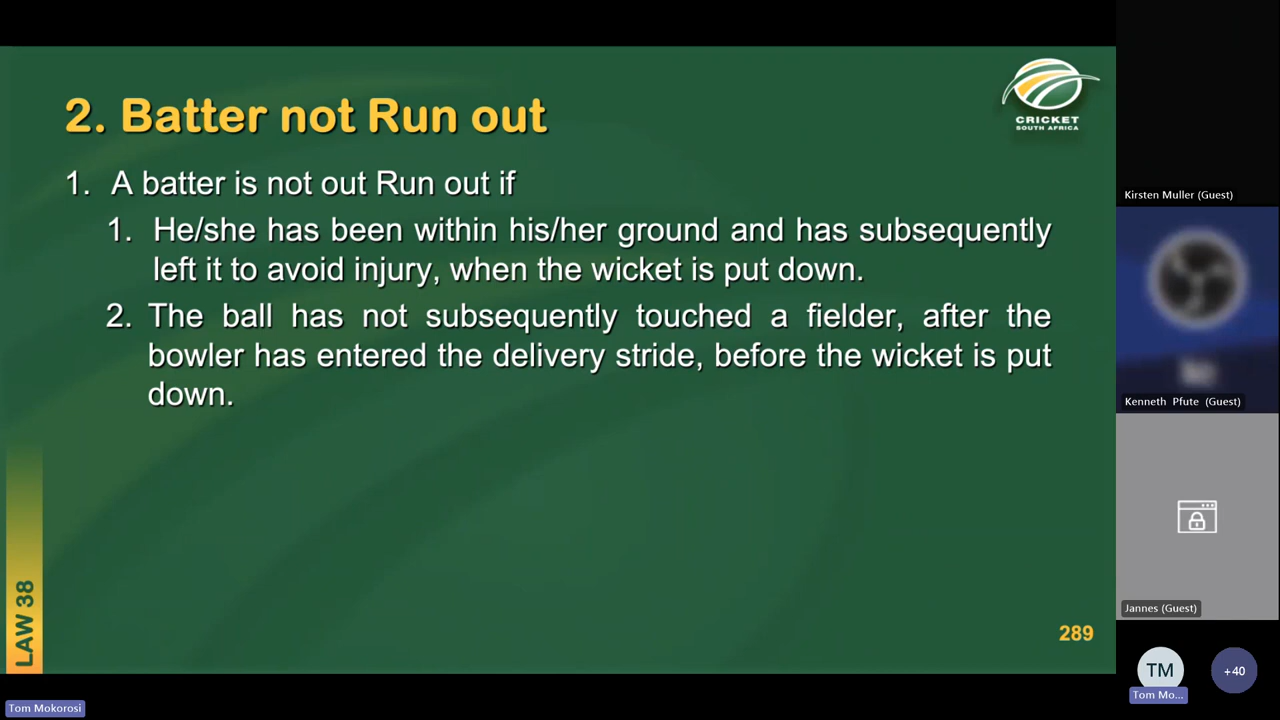 2. Batter not Run out
CRICKET
SOUTH AFRICA
1. A batter is not out Run out if
1. He/she has been within his/her ground and has subsequently
left it to avoid injury, when the wicket is put down.
2. The ball has not subsequently touched a fielder, after the
bowler has entered the delivery stride, before the wicket is put
down.
LAW 38
289
Kirsten Muller (Guest)
Kenneth Pfute (Guest)
Jannes (Guest)
TM
Tom Mo...
+40
Tom Mokorosi